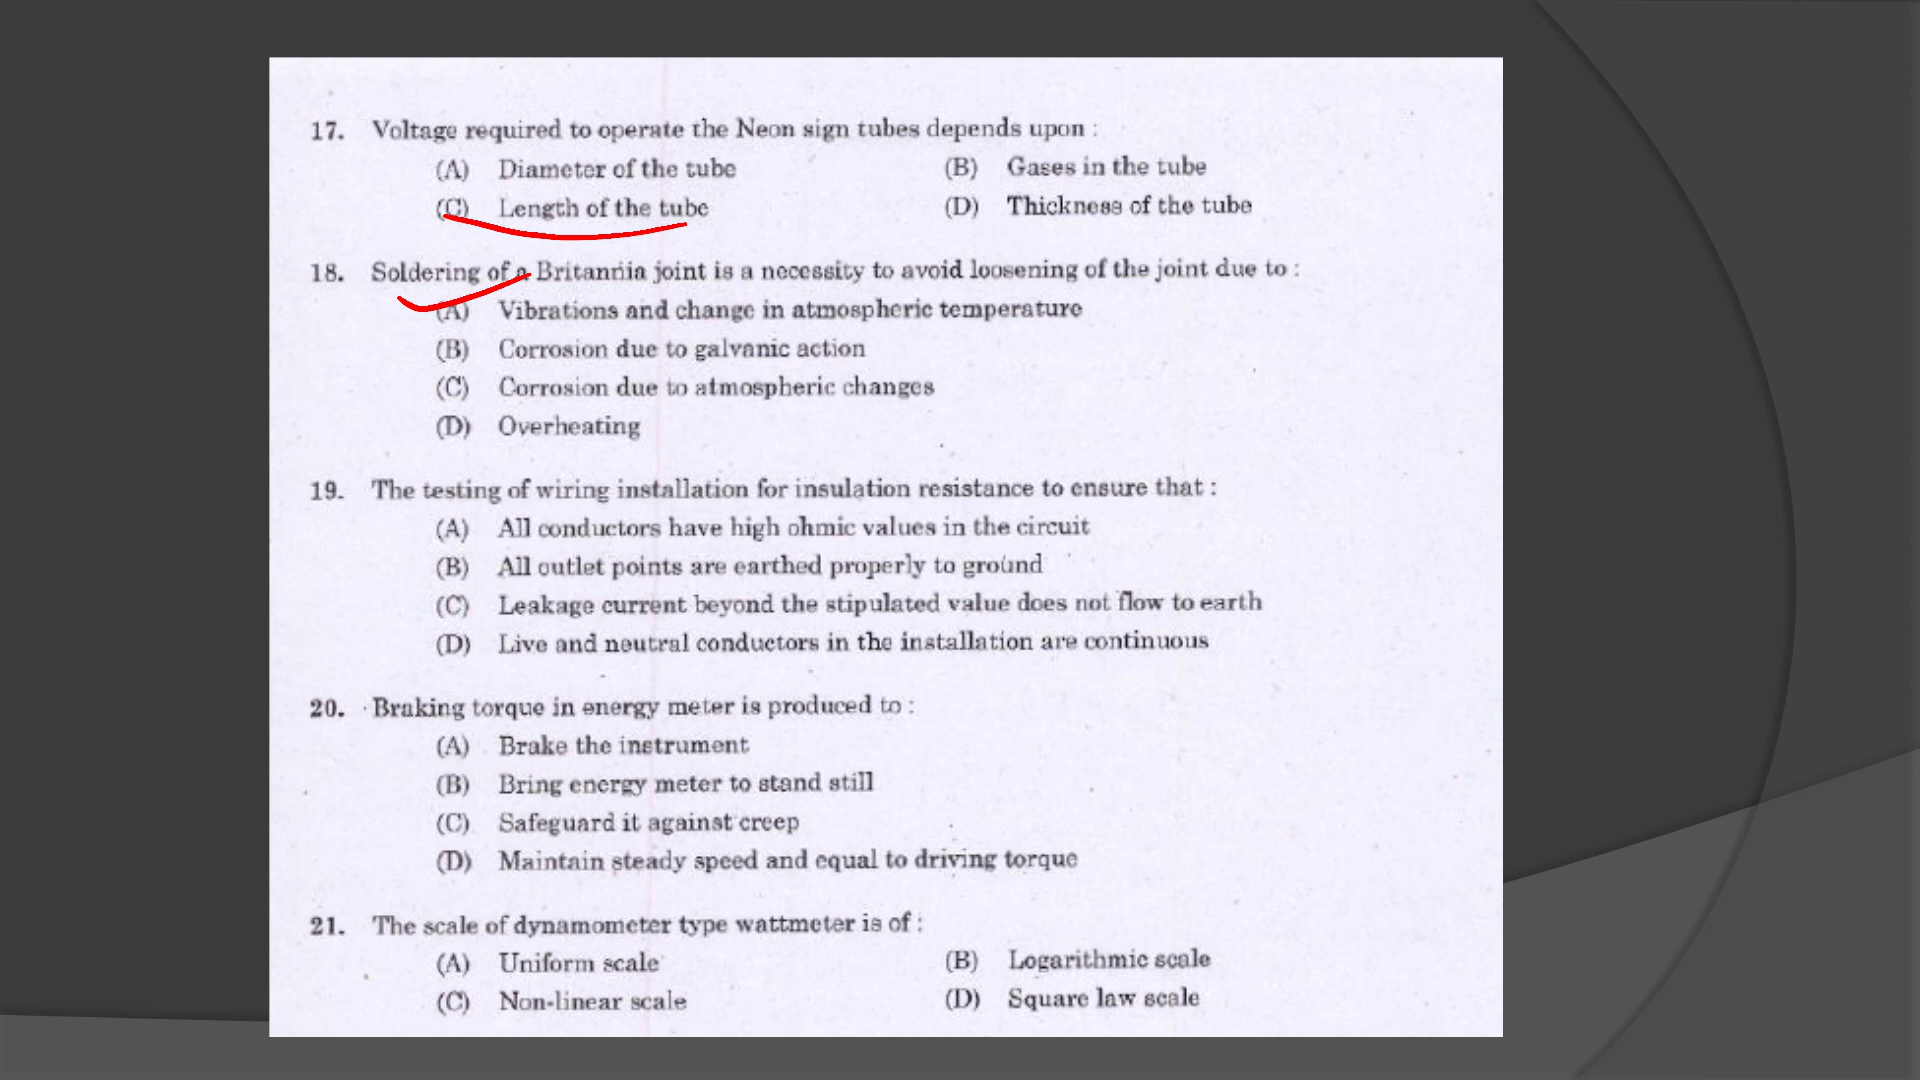 17. Voltage required to operate the Neon sign tubes depends upon :
(A) Diameter of the tube (B) Gases in the tube
(C) Length of the tube (D) Thickness of the tube
18. Soldering of a Britannia joint is a necessity to avoid loosening of the joint due to :
(A) Vibrations and change in atmospheric temperature
(B) Corrosion due to galvanic action
(C) Corrosion due to atmospheric changes
(D) Overheating
19. The testing of wiring installation for insulation resistance to ensure that :
(A) All conductors have high ohmic values in the circuit
(B) All outlet points are earthed properly to ground
(C) Leakage current beyond the stipulated value does not flow to earth
(D) Live and neutral conductors in the installation are continuous
20. Braking torque in energy meter is produced to :
(A) Brake the instrument
(B) Bring energy meter to stand still
(C) Safeguard it against creep
(D) Maintain steady speed and equal to driving torque
21. The scale of dynamometer type wattmeter is of :
(A) Uniform scale (B) Logarithmic scale
(C) Non-linear scale (D) Square law scale